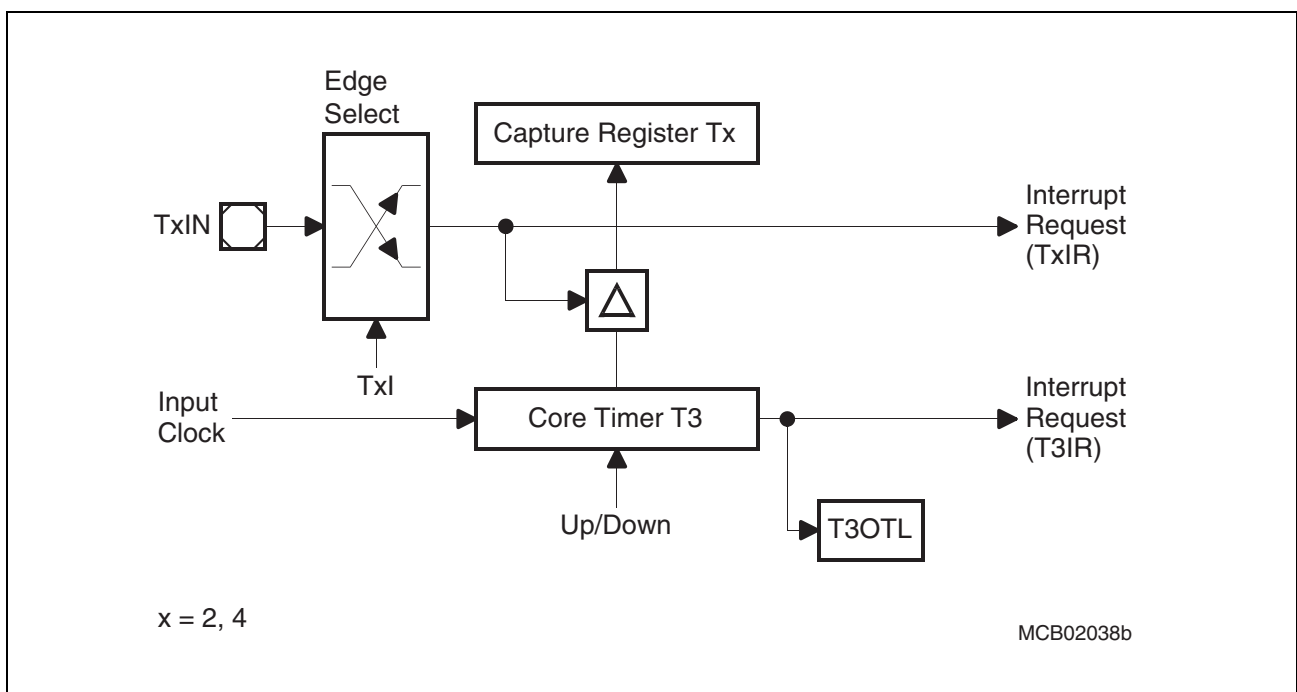 Edge
Select
Capture Register Tx
TxIN
Interrupt
Request
(TxIR)
TxI
Input
Clock
Core Timer T3
Interrupt
Request
(T3IR)
Up/Down
T3OTL
x = 2, 4
MCB02038b